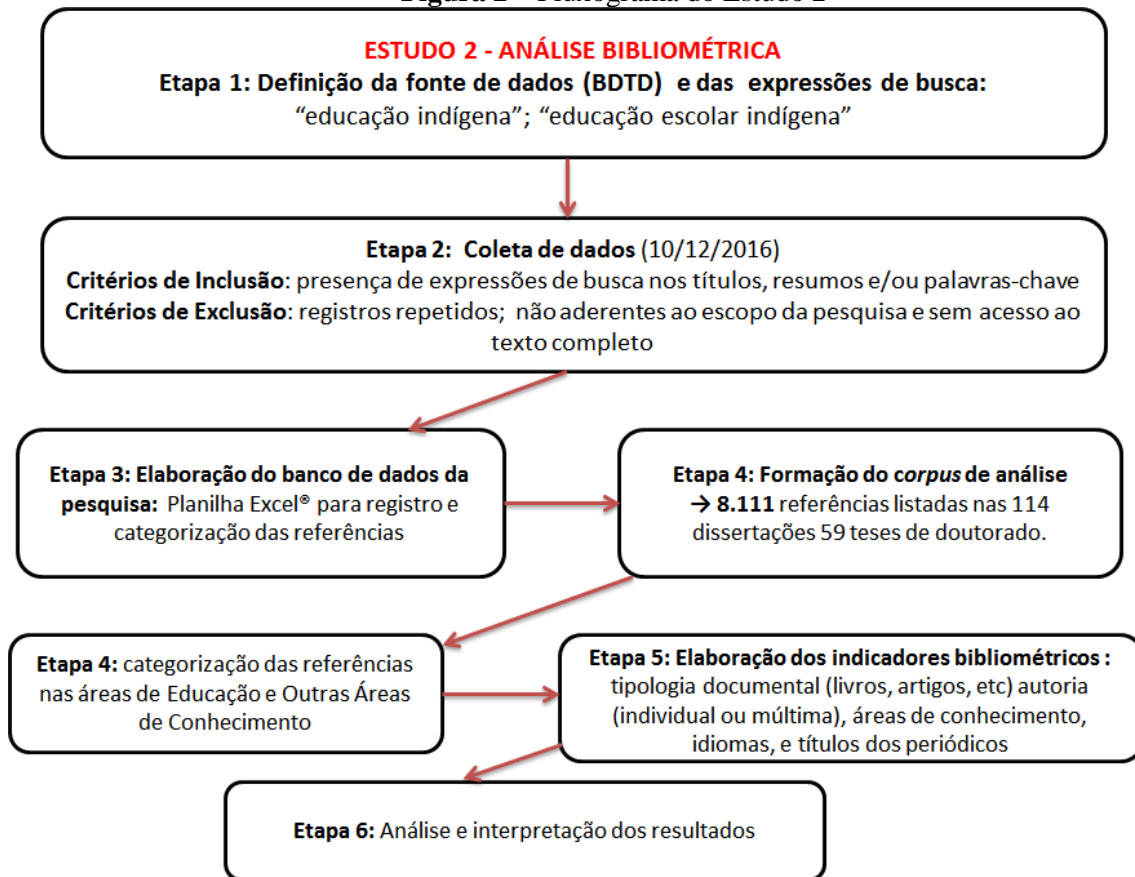 Figura 2 – Fluxograma do Estudo 2
ESTUDO 2 - ANÁLISE BIBLIOMÉTRICA
Etapa 1: Definição da fonte de dados (BDTD) e das expressões de busca:
“educação indígena”; “educação escolar indígena”
Etapa 2: Coleta de dados (10/12/2016)
Critérios de Inclusão: presença de expressões de busca nos títulos, resumos e/ou palavras-chave
Critérios de Exclusão: registros repetidos; não aderentes ao escopo da pesquisa e sem acesso ao
texto completo
Etapa 3: Elaboração do banco de dados da
pesquisa: Planilha Excel® para registro e
categorização das referências
Etapa 4: Formação do corpus de análise
→ 8.111 referências listadas nas 114
dissertações 59 teses de doutorado.
Etapa 4: categorização das referências
nas áreas de Educação e Outras Áreas
de Conhecimento
Etapa 5: Elaboração dos indicadores bibliométricos :
tipologia documental (livros, artigos, etc) autoria
(individual ou múltima), áreas de conhecimento,
idiomas, e títulos dos periódicos
Etapa 6: Análise e interpretação dos resultados